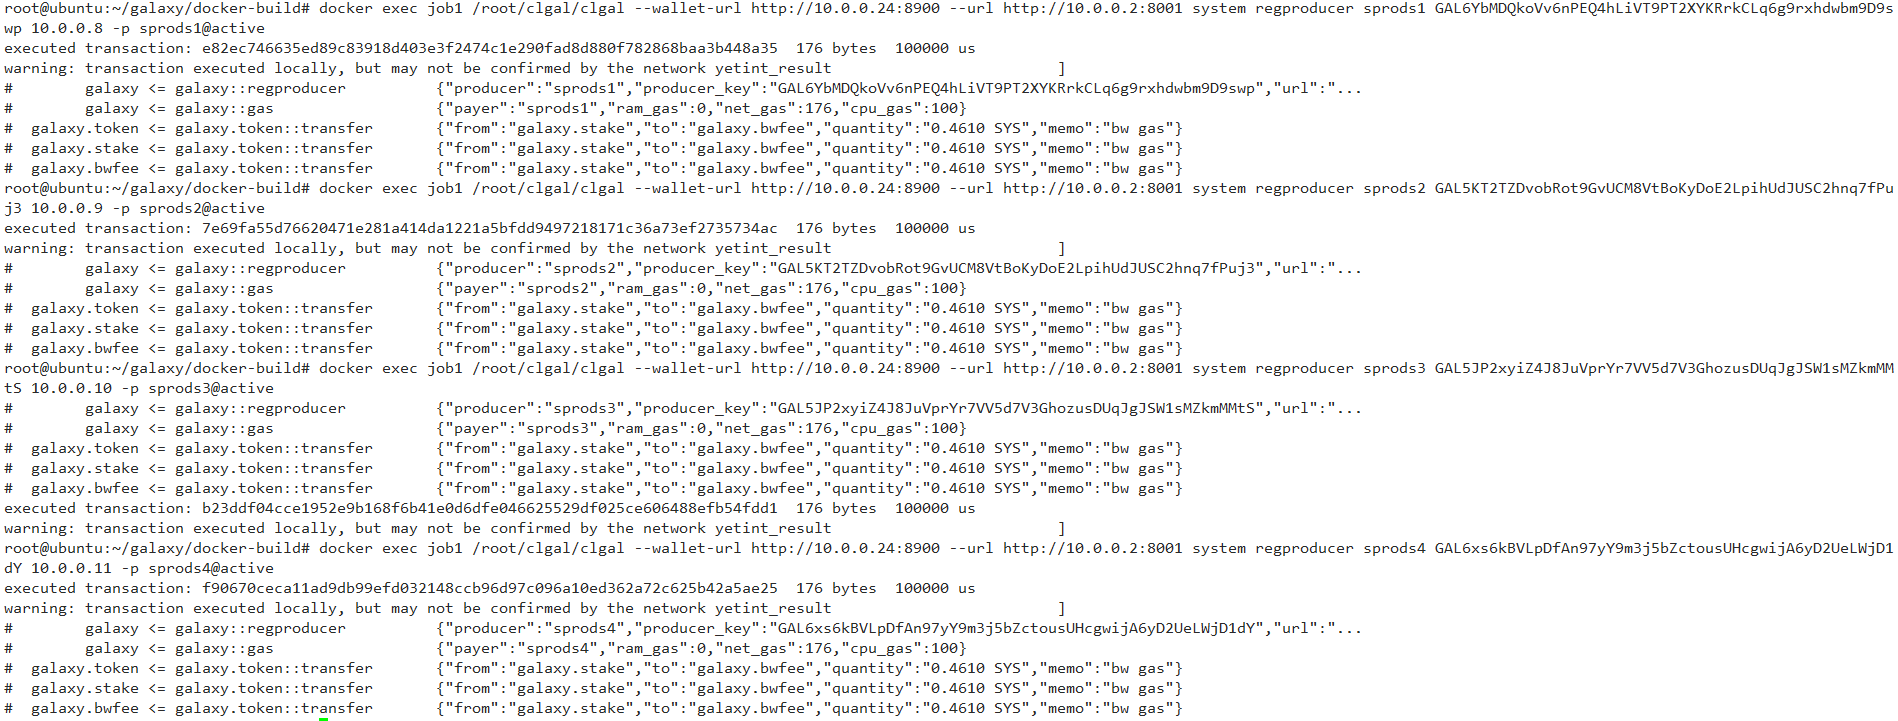 root@ubuntu:~/galaxy/docker-build# docker exec job1 /root/clgal/clgal --wallet-url http://10.0.0.24:8900 --url http://10.0.0.2:8001 system regproducer sprods1 GAL6YbMDQkoVv6nPEQ4hLiVT9PT2XYKRrkCLq6g9rxhdwbm9D9s
wp 10.0.0.8 -p sprods1@active
executed transaction: e82ec746635ed89c83918d403e3f2474c1e290fad8d880f782868baa3b448a35  176 bytes  100000 us
warning: transaction executed locally, but may not be confirmed by the network yetint_result                         ]
#        galaxy <= galaxy::regproducer          {"producer":"sprods1","producer_key":"GAL6YbMDQkoVv6nPEQ4hLiVT9PT2XYKRrkCLq6g9rxhdwbm9D9swp","url":"...
#        galaxy <= galaxy::gas                  {"payer":"sprods1","ram_gas":0,"net_gas":176,"cpu_gas":100}
#  galaxy.token <= galaxy.token::transfer       {"from":"galaxy.stake","to":"galaxy.bwfee","quantity":"0.4610 SYS","memo":"bw gas"}
#  galaxy.stake <= galaxy.token::transfer       {"from":"galaxy.stake","to":"galaxy.bwfee","quantity":"0.4610 SYS","memo":"bw gas"}
#  galaxy.bwfee <= galaxy.token::transfer       {"from":"galaxy.stake","to":"galaxy.bwfee","quantity":"0.4610 SYS","memo":"bw gas"}
root@ubuntu:~/galaxy/docker-build# docker exec job1 /root/clgal/clgal --wallet-url http://10.0.0.24:8900 --url http://10.0.0.2:8001 system regproducer sprods2 GAL5KT2TZDvobRot9GvUCM8VtBoKyDoE2LpihUdJUSC2hnq7fPu
j3 10.0.0.9 -p sprods2@active
executed transaction: 7e69fa55d76620471e281a414da1221a5bfdd9497218171c36a73ef2735734ac  176 bytes  100000 us
warning: transaction executed locally, but may not be confirmed by the network yetint_result                         ]
#        galaxy <= galaxy::regproducer          {"producer":"sprods2","producer_key":"GAL5KT2TZDvobRot9GvUCM8VtBoKyDoE2LpihUdJUSC2hnq7fPuj3","url":"...
#        galaxy <= galaxy::gas                  {"payer":"sprods2","ram_gas":0,"net_gas":176,"cpu_gas":100}
#  galaxy.token <= galaxy.token::transfer       {"from":"galaxy.stake","to":"galaxy.bwfee","quantity":"0.4610 SYS","memo":"bw gas"}
#  galaxy.stake <= galaxy.token::transfer       {"from":"galaxy.stake","to":"galaxy.bwfee","quantity":"0.4610 SYS","memo":"bw gas"}
#  galaxy.bwfee <= galaxy.token::transfer       {"from":"galaxy.stake","to":"galaxy.bwfee","quantity":"0.4610 SYS","memo":"bw gas"}
root@ubuntu:~/galaxy/docker-build# docker exec job1 /root/clgal/clgal --wallet-url http://10.0.0.24:8900 --url http://10.0.0.2:8001 system regproducer sprods3 GAL5JP2xyiZ4J8JuVprYr7VV5d7V3GhozusDUqJgJSW1sMZkmMM
tS 10.0.0.10 -p sprods3@active
#        galaxy <= galaxy::regproducer          {"producer":"sprods3","producer_key":"GAL5JP2xyiZ4J8JuVprYr7VV5d7V3GhozusDUqJgJSW1sMZkmMMtS","url":"...
#        galaxy <= galaxy::gas                  {"payer":"sprods3","ram_gas":0,"net_gas":176,"cpu_gas":100}
#  galaxy.token <= galaxy.token::transfer       {"from":"galaxy.stake","to":"galaxy.bwfee","quantity":"0.4610 SYS","memo":"bw gas"}
#  galaxy.stake <= galaxy.token::transfer       {"from":"galaxy.stake","to":"galaxy.bwfee","quantity":"0.4610 SYS","memo":"bw gas"}
#  galaxy.bwfee <= galaxy.token::transfer       {"from":"galaxy.stake","to":"galaxy.bwfee","quantity":"0.4610 SYS","memo":"bw gas"}
executed transaction: b23ddf04cce1952e9b168f6b41e0d6dfe046625529df025ce606488efb54fdd1  176 bytes  100000 us
warning: transaction executed locally, but may not be confirmed by the network yetint_result                         ]
root@ubuntu:~/galaxy/docker-build# docker exec job1 /root/clgal/clgal --wallet-url http://10.0.0.24:8900 --url http://10.0.0.2:8001 system regproducer sprods4 GAL6xs6kBVLpDfAn97yY9m3j5bZctousUHcgwijA6yD2UeLWjD1
dY 10.0.0.11 -p sprods4@active
executed transaction: f90670ceca11ad9db99efd032148ccb96d97c096a10ed362a72c625b42a5ae25  176 bytes  100000 us
warning: transaction executed locally, but may not be confirmed by the network yetint_result                         ]
#        galaxy <= galaxy::regproducer          {"producer":"sprods4","producer_key":"GAL6xs6kBVLpDfAn97yY9m3j5bZctousUHcgwijA6yD2UeLWjD1dY","url":"...
#        galaxy <= galaxy::gas                  {"payer":"sprods4","ram_gas":0,"net_gas":176,"cpu_gas":100}
#  galaxy.token <= galaxy.token::transfer       {"from":"galaxy.stake","to":"galaxy.bwfee","quantity":"0.4610 SYS","memo":"bw gas"}
#  galaxy.stake <= galaxy.token::transfer       {"from":"galaxy.stake","to":"galaxy.bwfee","quantity":"0.4610 SYS","memo":"bw gas"}
#  galaxy.bwfee <= galaxy.token::transfer       {"from":"galaxy.stake","to":"galaxy.bwfee","quantity":"0.4610 SYS","memo":"bw gas"}